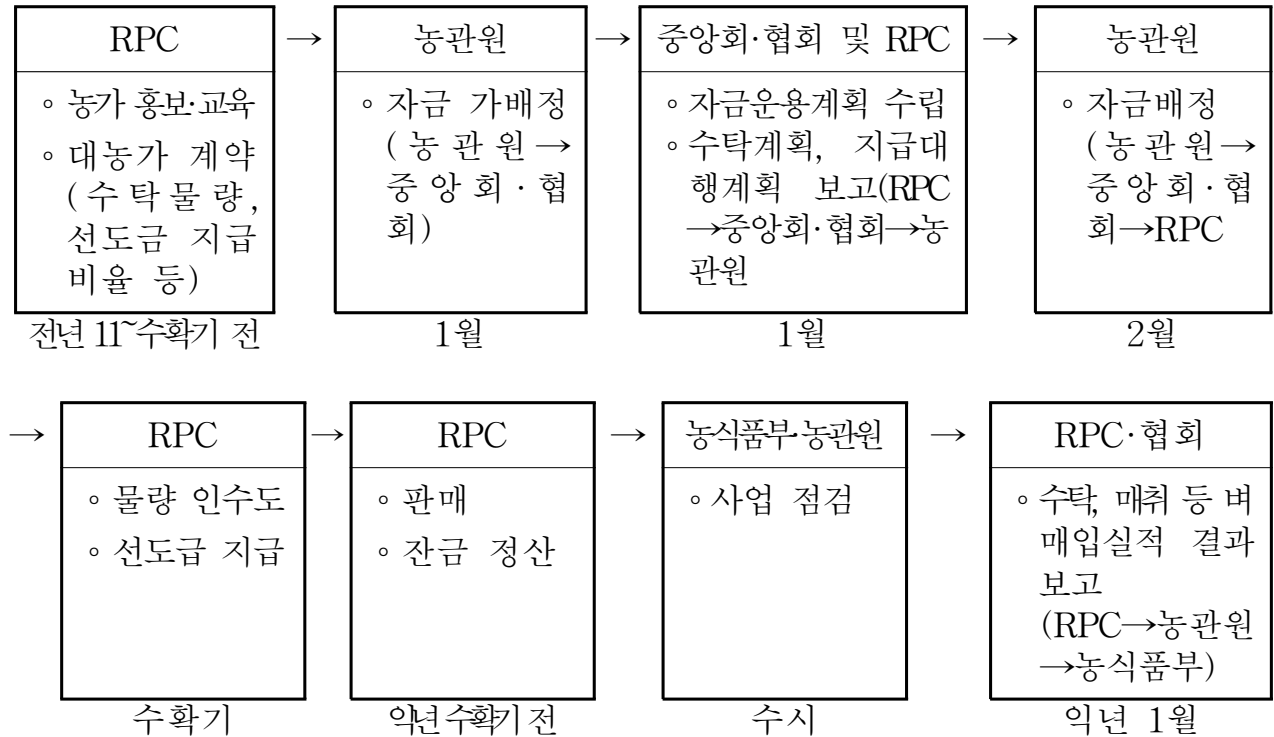 RPC → 농관원 → 중앙회·협회 및 RPC → 농관원
◦ 농가 홍보·교육
◦ 대농가 계약
(수탁물량,
선도금 지급
비율 등)
전년 11~수확기 전
◦ 자금 가배정
(농관원→
중앙회·협
회)
1월
◦ 자금운용계획 수립
◦ 수탁계획, 지급대
행계획 보고(RPC
→중앙회·협회→농
관원
1월
◦ 자금배정
(농관원→
중앙회·협
회→RPC
2월
→ RPC → RPC → 농식품부·농관원 → RPC·협회
◦ 물량 인수도
◦ 선도급 지급
수확기
◦ 판매
◦ 잔금 정산
익년 수확기 전
◦ 사업 점검
수시
◦ 수탁, 매취 등 벼
매입실적 결과
보고
(RPC→농관원
→농식품부)
익년 1월